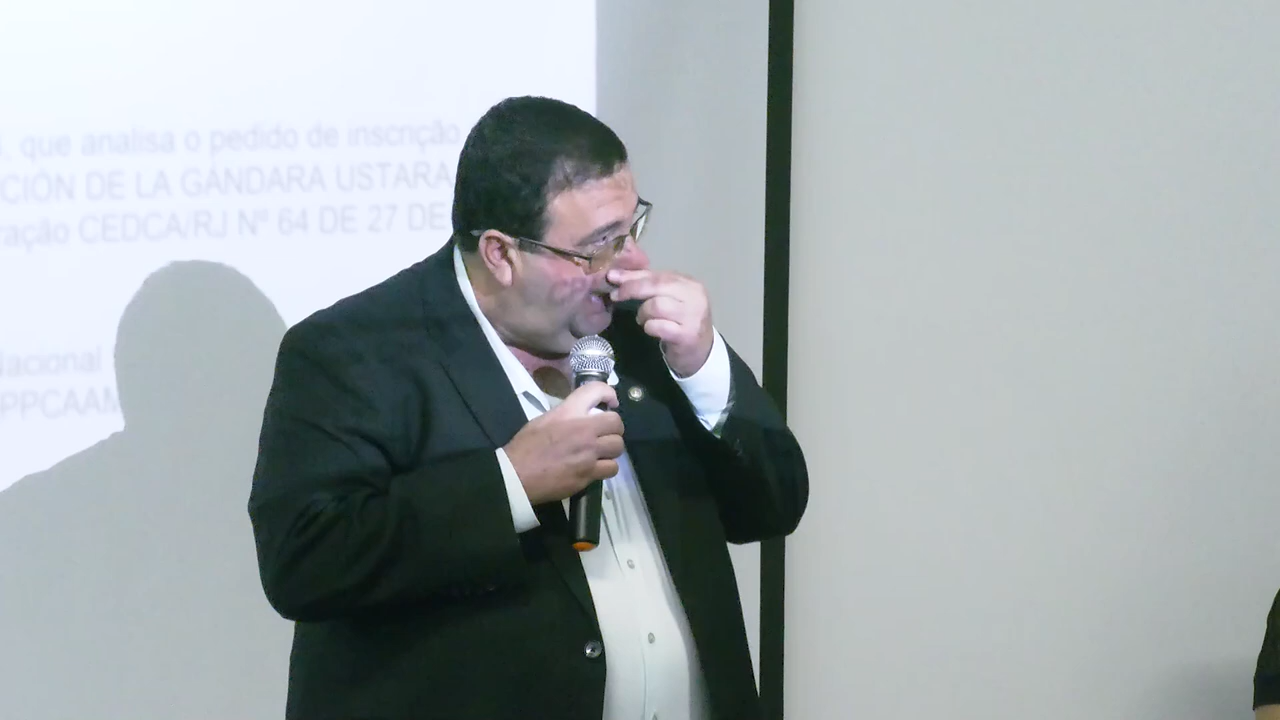 , que analisa o pedido de inscrição
CIÓN DE LA GÁNDARA USTARA
ração CEDCA/RJ Nº 64 DE 27 DE
Nacional
PPCAAM